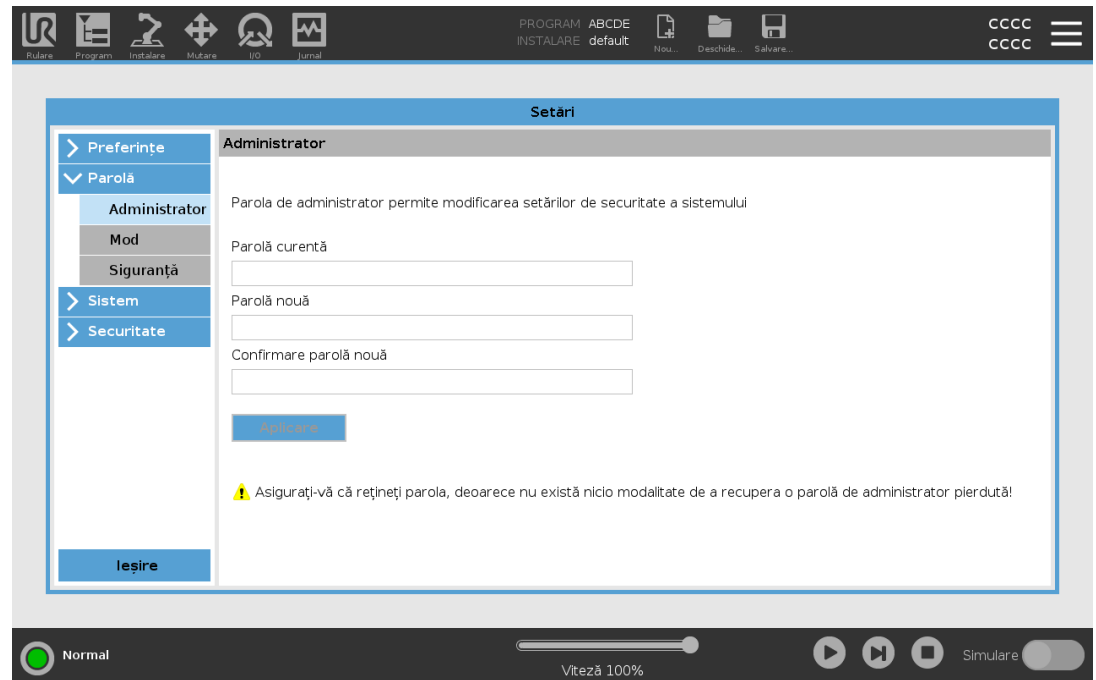 UR
PROGRAM ABCDE
INSTALARE default
cccc
cccc
Rulare Program Instalare Mutare I/O Jurnal Nou... Deschide... Salvare...
Setări
Preferințe
Parolă
Administrator
Mod
Siguranță
Sistem
Securitate
Ieșire
Administrator
Parola de administrator permite modificarea setărilor de securitate a sistemului
Parolă curentă
Parolă nouă
Confirmare parolă nouă
Aplicare
Asigurați-vă că rețineți parola, deoarece nu există nicio modalitate de a recupera o parolă de administrator pierdută!
Normal
Viteză 100%
Simulare